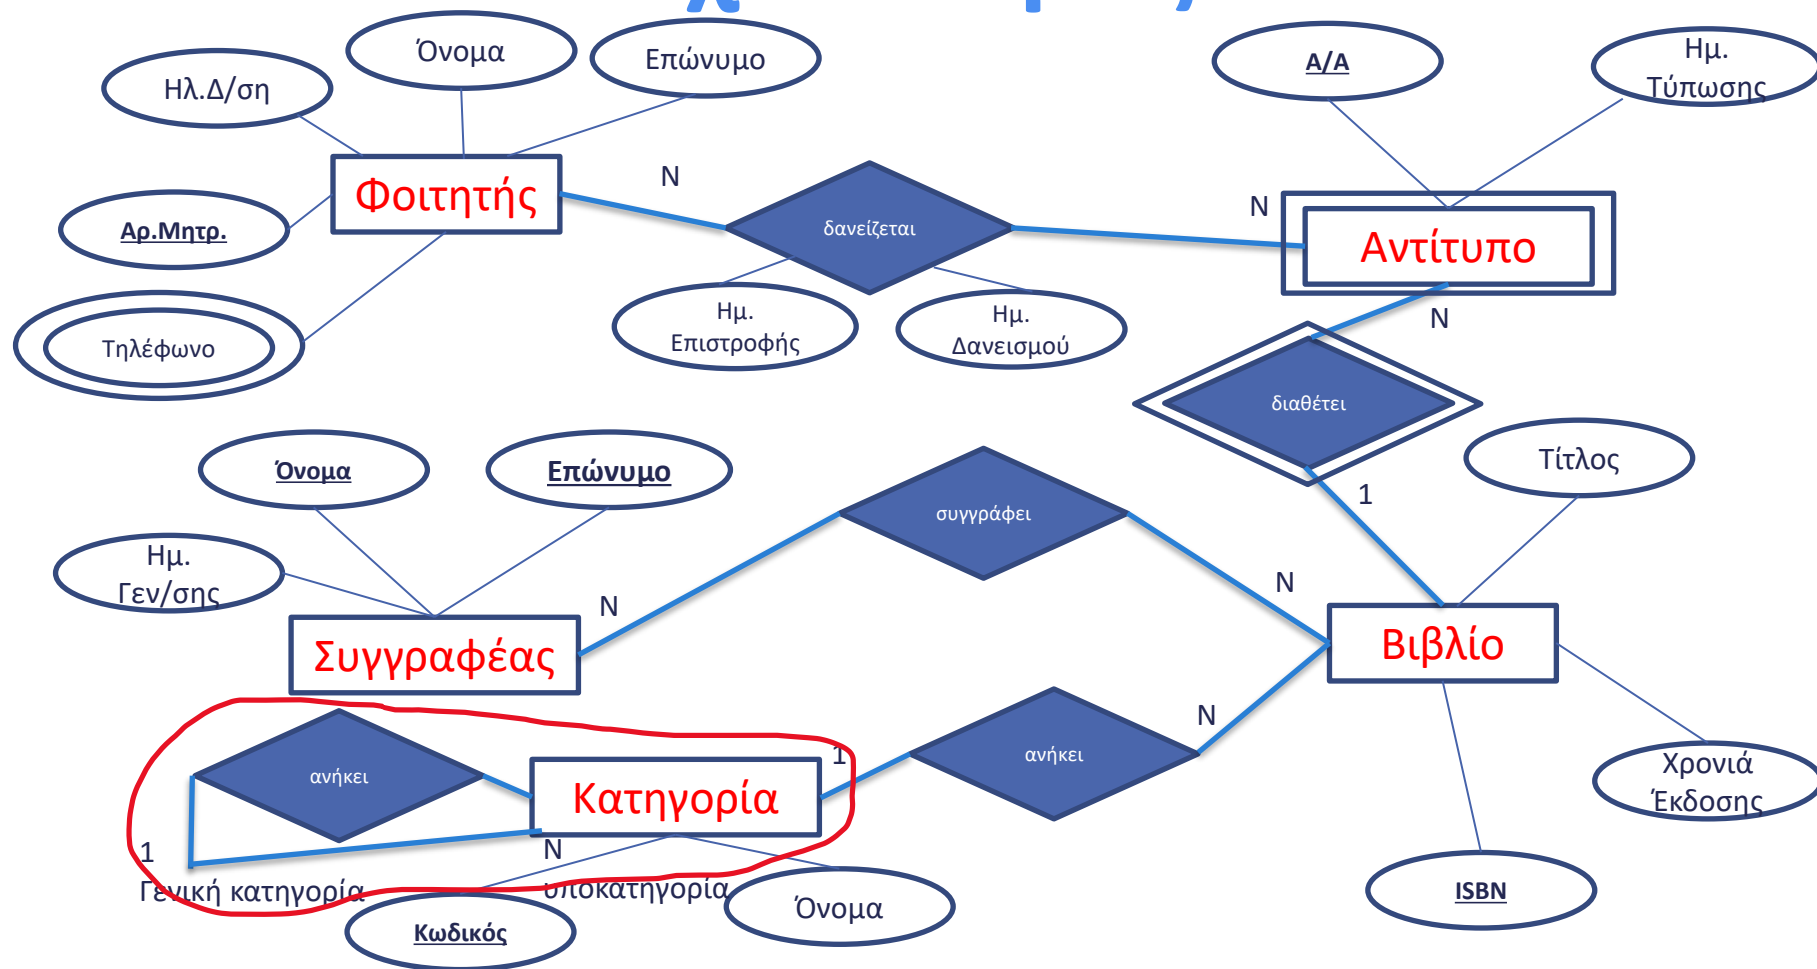 Όνομα
Επώνυμο
Ηλ.Δ/ση
Α/Α
Ημ.
Τύπωσης
Φοιτητής
N
δανείζεται
N
Αντίτυπο
Αρ.Μητρ.
Τηλέφωνο
Ημ.
Επιστροφής
Ημ.
Δανεισμού
N
διαθέτει
1
Τίτλος
Όνομα
Επώνυμο
Ημ.
Γεν/σης
συγγράφει
N
N
Συγγραφέας
Βιβλίο
N
ανήκει
1
ανήκει
Κατηγορία
Χρονιά
Έκδοσης
1
N
Γενική κατηγορία
υποκατηγορία
Όνομα
Κωδικός
ISBN